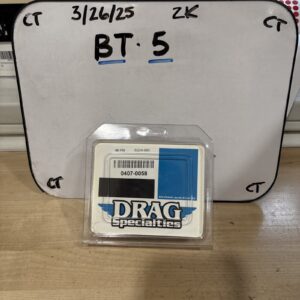 CT 3/26/25 ZK CT
BT. 5
0407-0058
DRAG
Specialties
CT CT